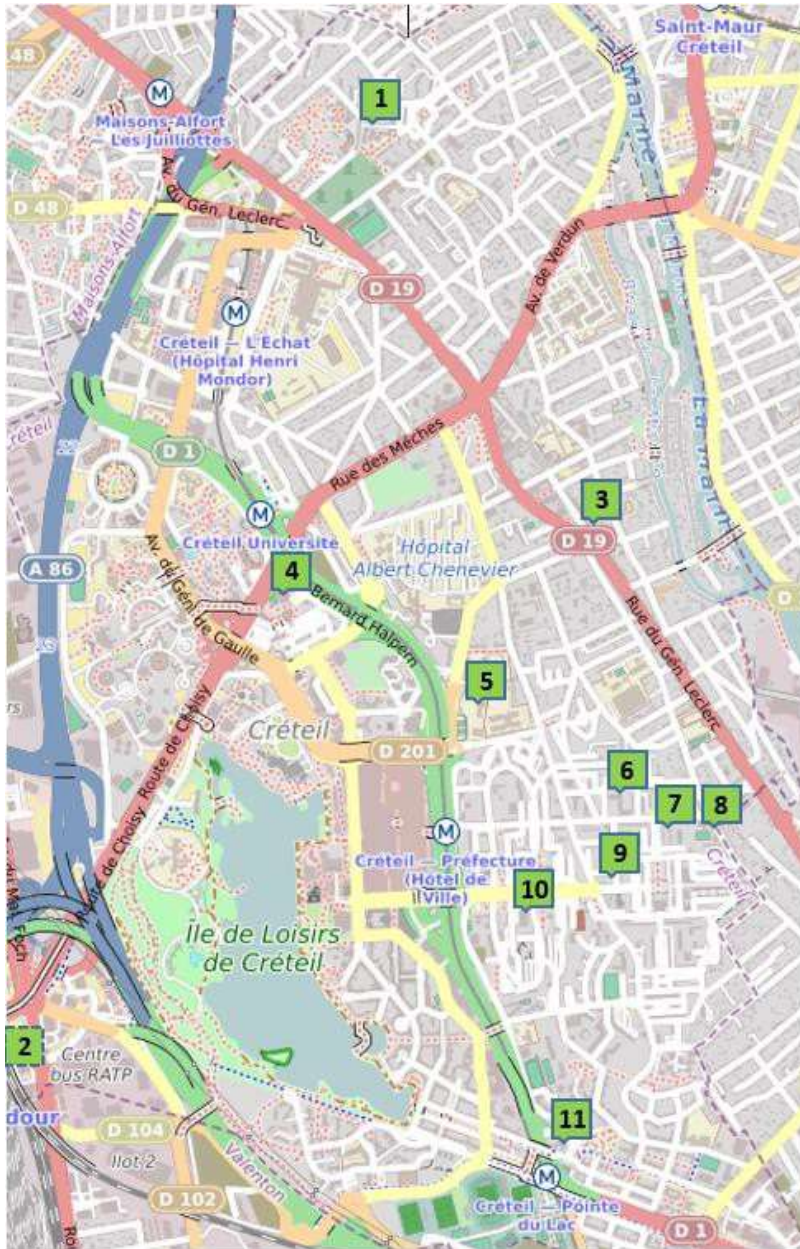 48
Saint-Maur
Créteil
M
1
Marne
Maisons-Alfort
— Les Juilliottes
Av. du Gén. Leclerc
D 48
Maisons-Alfort
Av. de Verdun
D 19
M
Créteil — L'Échat
(Hôpital Henri
Mondor)
Créteil
Rue des Mèches
D 1
M
3
Créteil Université
Hôpital
Albert Chenevier
D 19
A 86
4
Av. du Gén. de Gaulle
Bernard Halpern
D
Rue du Gén. Leclerc
5
Route de Choisy
Créteil
D 201
6
7
8
M
Route de Choisy
Créteil — Préfecture
(Hôtel de
Ville)
9
Créteil
10
Île de Loisirs
de Créteil
Foch
2
Centre
bus RATP
dour
11
D 104
Ilot 2
Valenton
M
D 102
Créteil — Pointe
du Lac
D 1